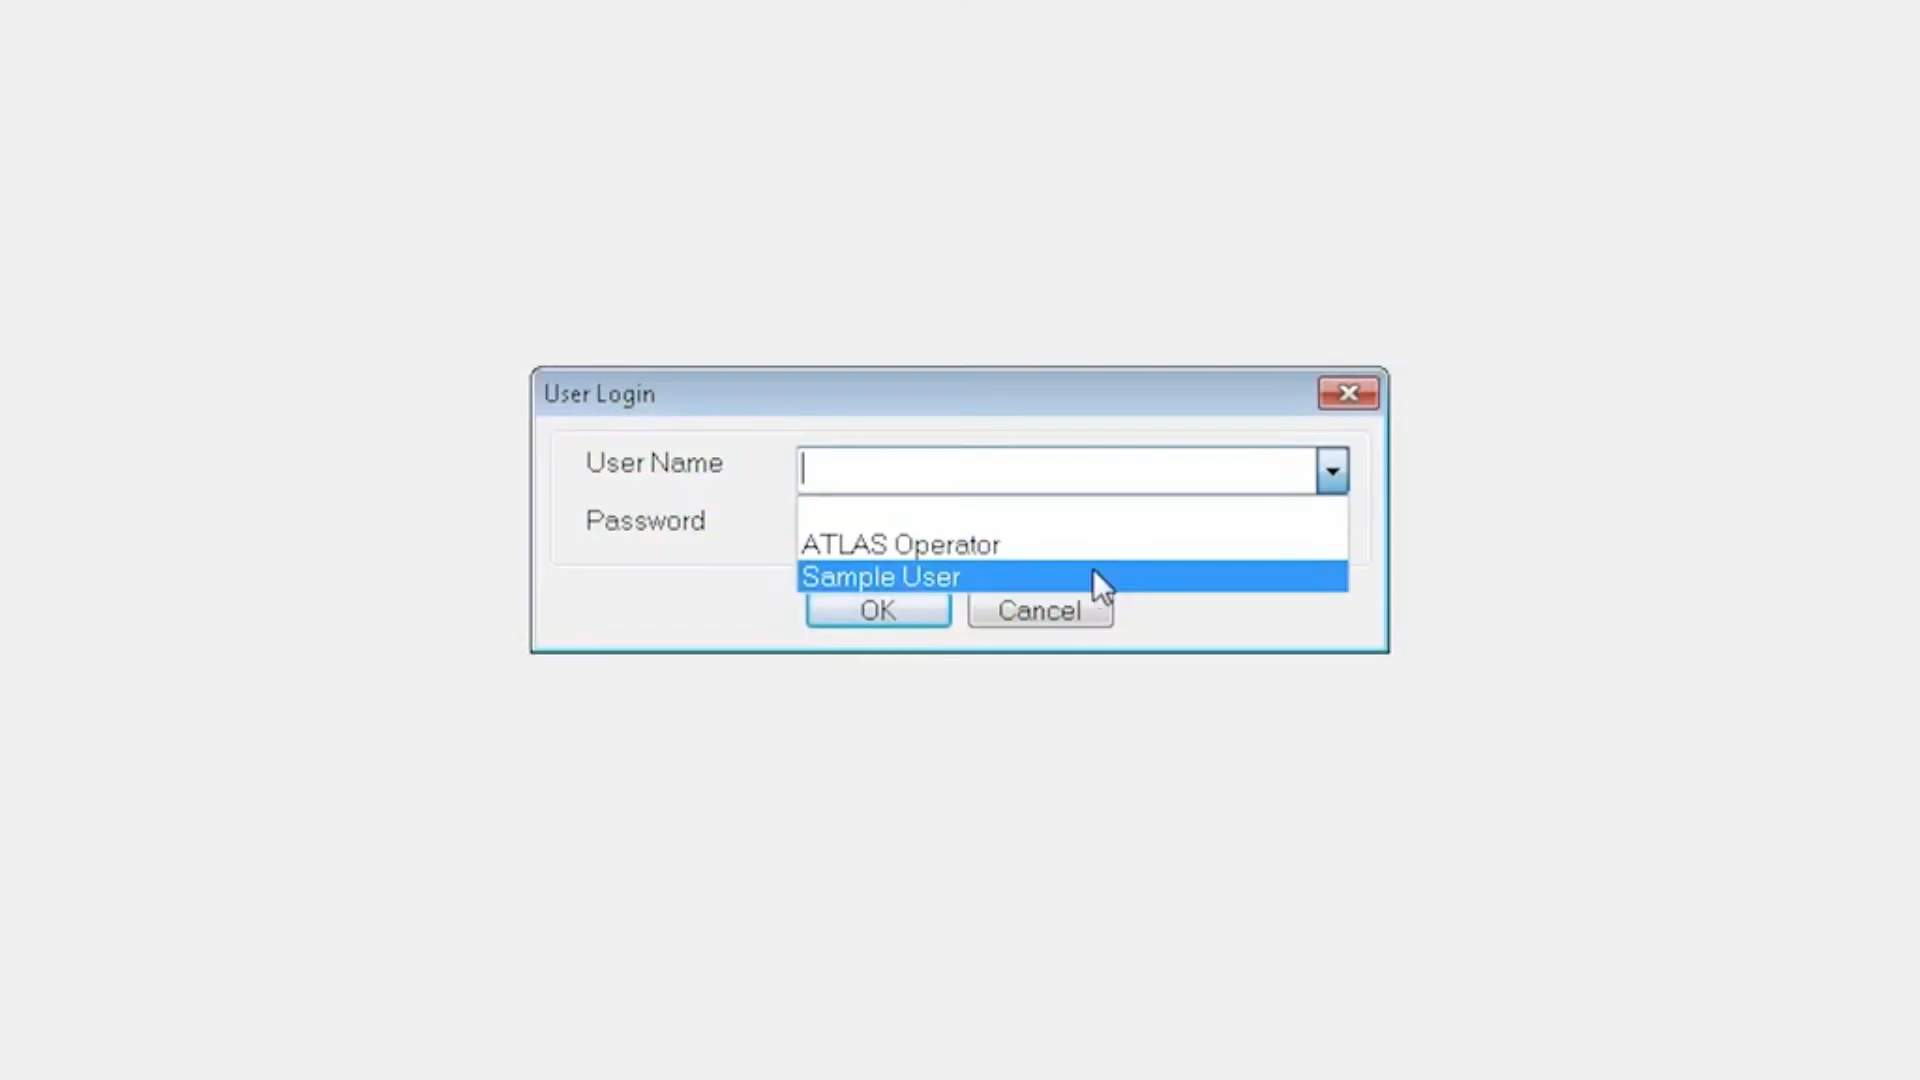 User Login
User Name
Password
ATLAS Operator
Sample User
OK
Cancel